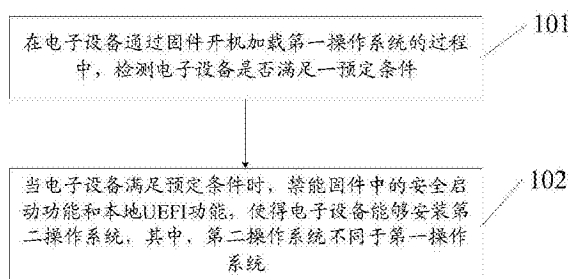 在电子设备通过固件开机加载第一操作系统的过程
中，检测电子设备是否满足一预定条件
101
当电子设备满足预定条件时，禁能固件中的安全启
动功能和本地UEFI功能，使得电子设备能够安装第
二操作系统，其中，第二操作系统不同于第一操作
系统
102